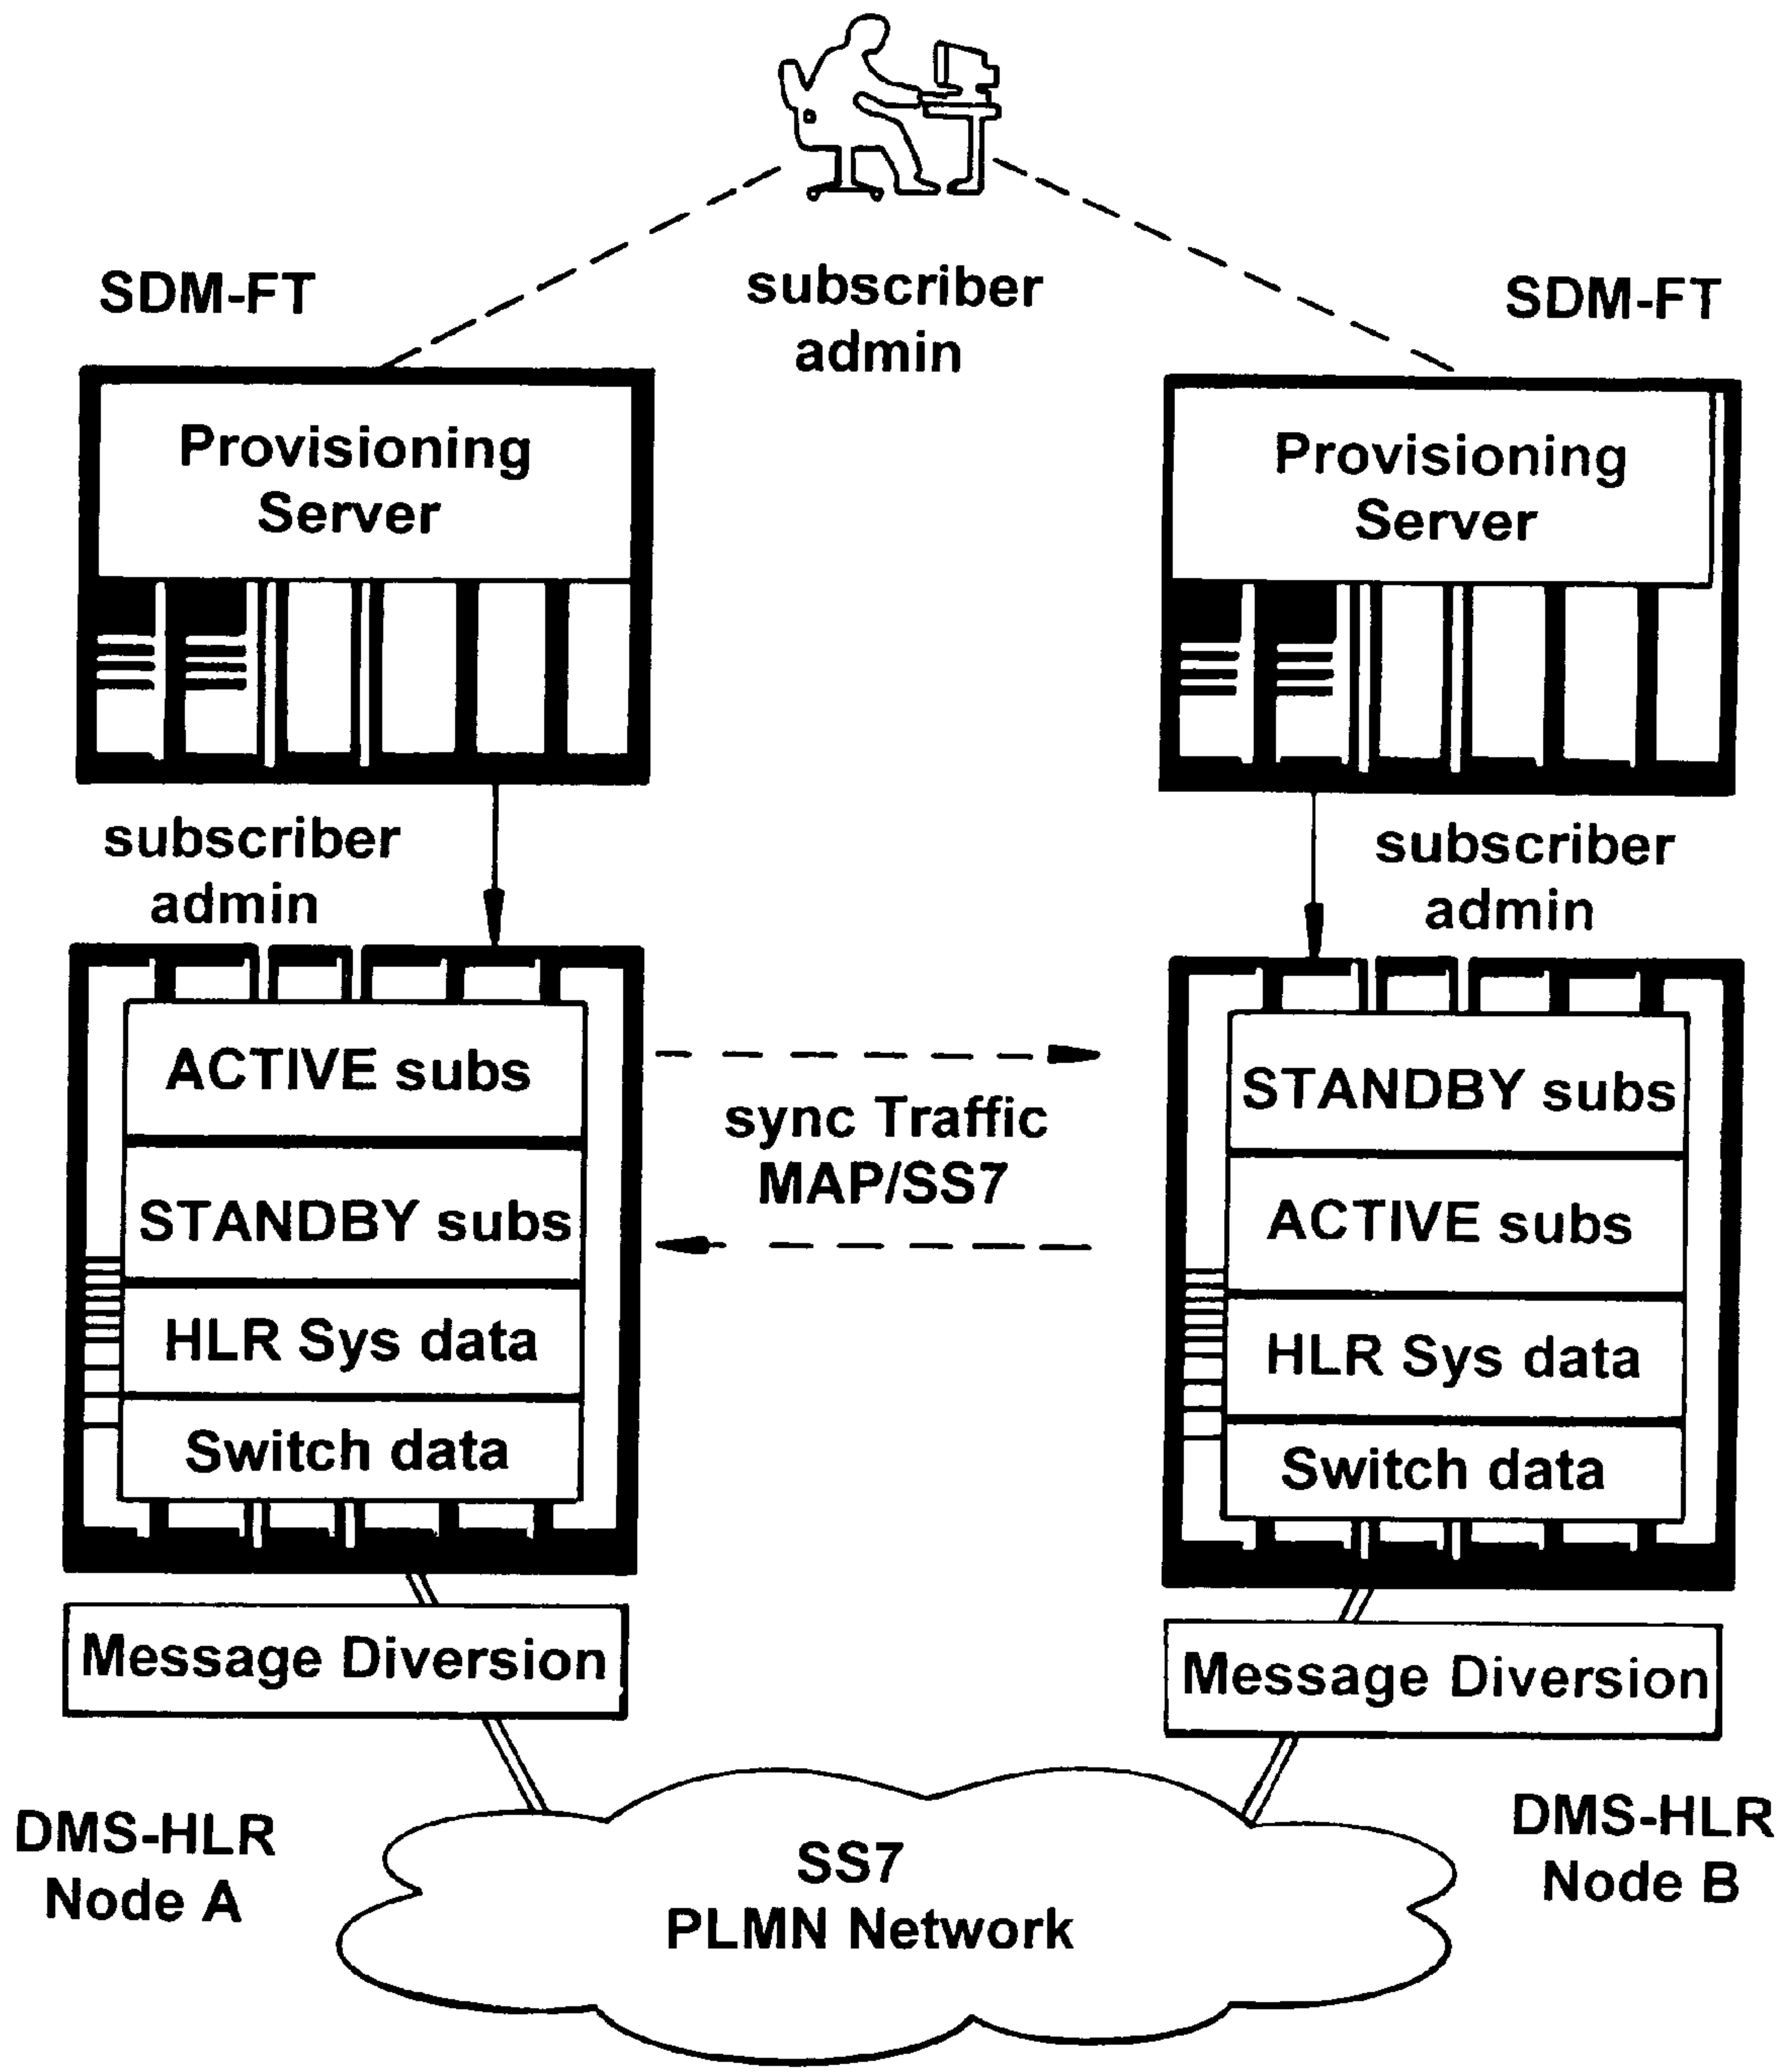 subscriber
admin
SDM-FT
SDM-FT
Provisioning
Server
Provisioning
Server
subscriber
admin
subscriber
admin
ACTIVE subs
STANDBY subs
HLR Sys data
Switch data
sync Traffic
MAP/SS7
STANDBY subs
ACTIVE subs
HLR Sys data
Switch data
Message Diversion
Message Diversion
DMS-HLR
Node A
SS7
PLMN Network
DMS-HLR
Node B